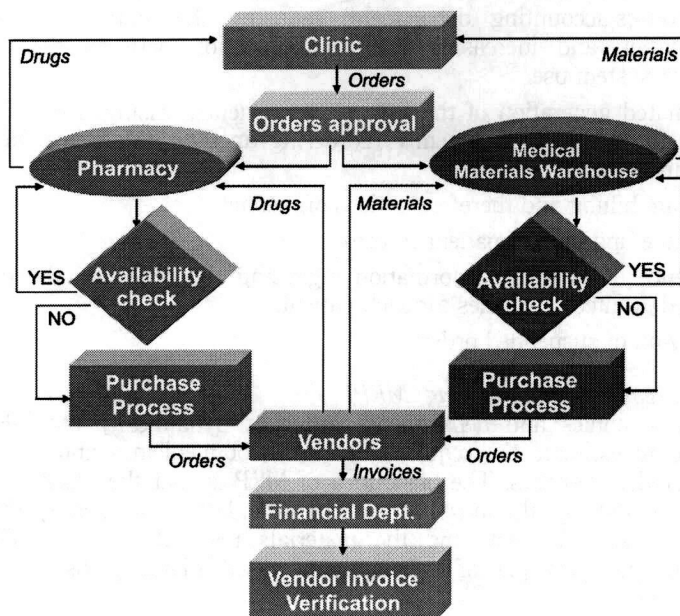 Clinic
Drugs
Materials
Orders
Orders approval
Pharmacy
Medical
Materials Warehouse
Drugs
Materials
YES
Availability
check
NO
Availability
check
YES
NO
Purchase
Process
Purchase
Process
Vendors
Orders
Orders
Invoices
Financial Dept.
Vendor Invoice
Verification